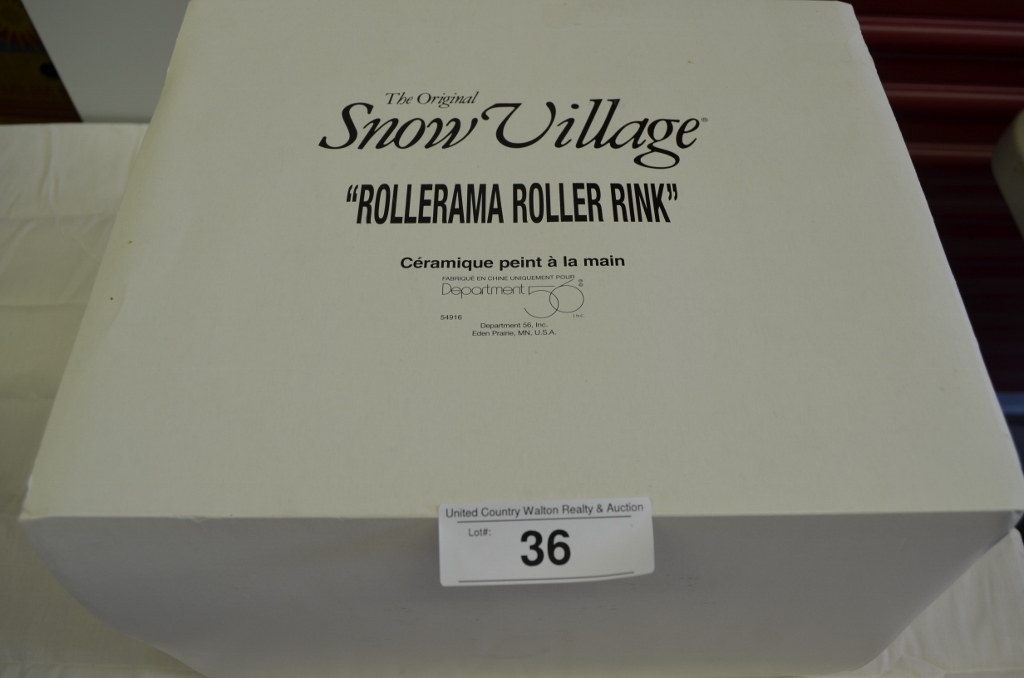 The Original
Snow Village®
"ROLLERAMA ROLLER RINK"
Céramique peint à la main
FABRIQUÉ EN CHINE UNIQUEMENT POUR
Department 56®
54916 INC.
Department 56, Inc.
Eden Prairie, MN, U.S.A.
United Country Walton Realty & Auction
Lot#: 36